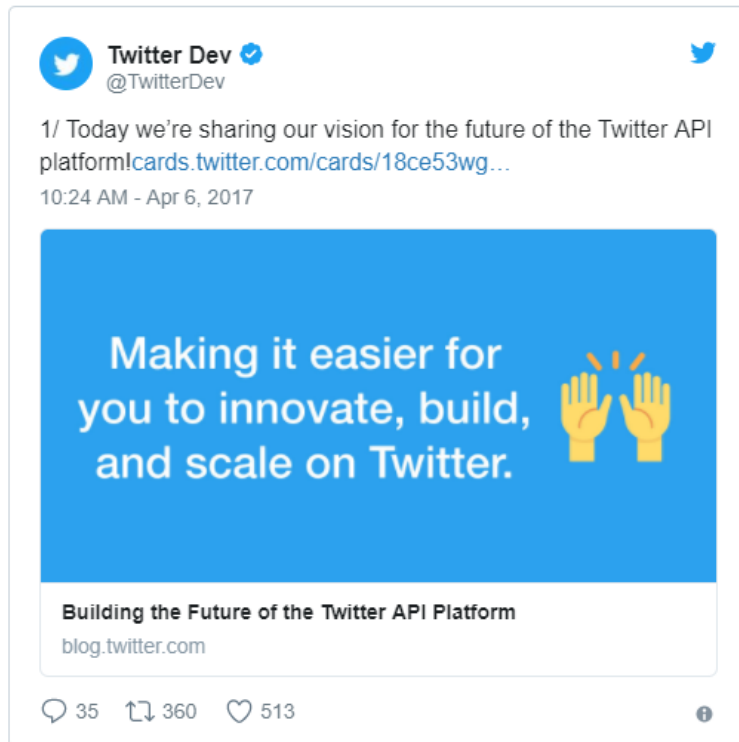 Twitter Dev
@TwitterDev
1/ Today we’re sharing our vision for the future of the Twitter API
platform!cards.twitter.com/cards/18ce53wg…
10:24 AM - Apr 6, 2017
Making it easier for
you to innovate, build,
and scale on Twitter.
Building the Future of the Twitter API Platform
blog.twitter.com
35 360 513